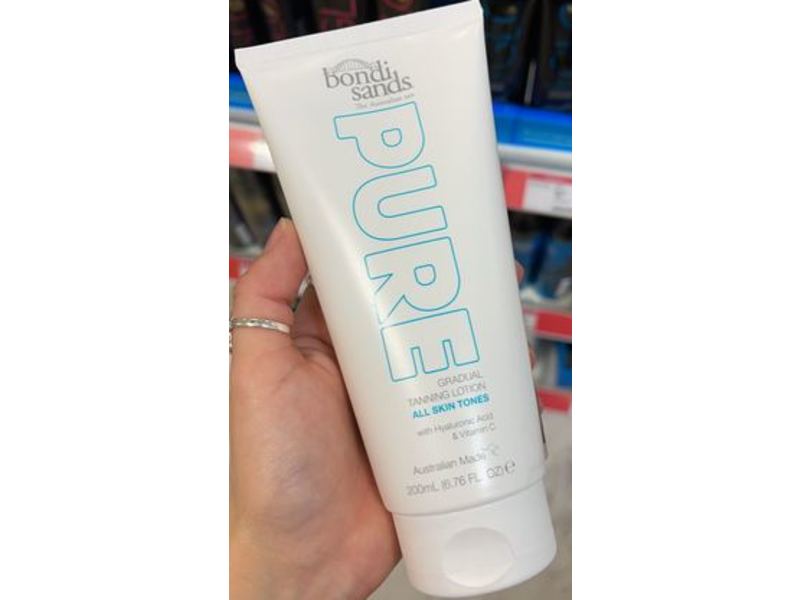 bondi
sands
The Australian tan
PURE
GRADUAL
TANNING LOTION
ALL SKIN TONES
with Hyaluronic Acid
& Vitamin C
Australian Made
200mL (6.76 FL. OZ) ℮